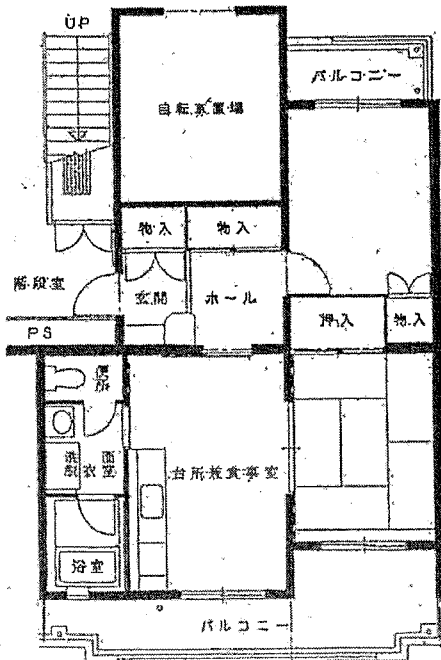 UP
バルコニー
自転車置場
物入
物入
階段室
玄関
ホール
押入
物入
PS
便所
洗面
脱衣室
台所兼食事室
浴室
バルコニー